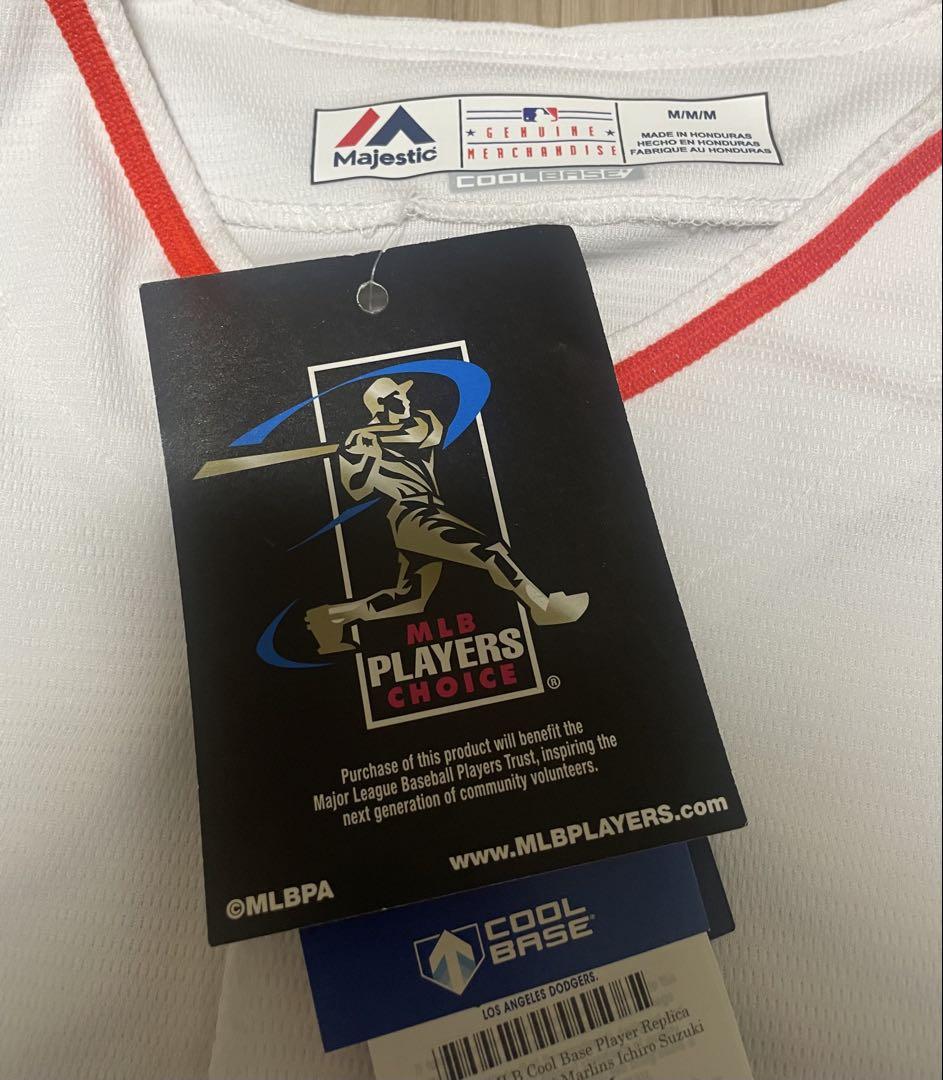 Majestic
GENUINE
MERCHANDISE
M/M/M
MADE IN HONDURAS
HECHO EN HONDURAS
FABRIQUE AU HONDURAS
COOLBASE
MLB
PLAYERS
CHOICE ®
Purchase of this product will benefit the
Major League Baseball Players Trust, inspiring the
next generation of community volunteers.
www.MLBPLAYERS.com
©MLBPA
COOL
BASE
LOS ANGELES DODGERS.
Cool Base Player Replica
Marlins Ichiro Suzuki